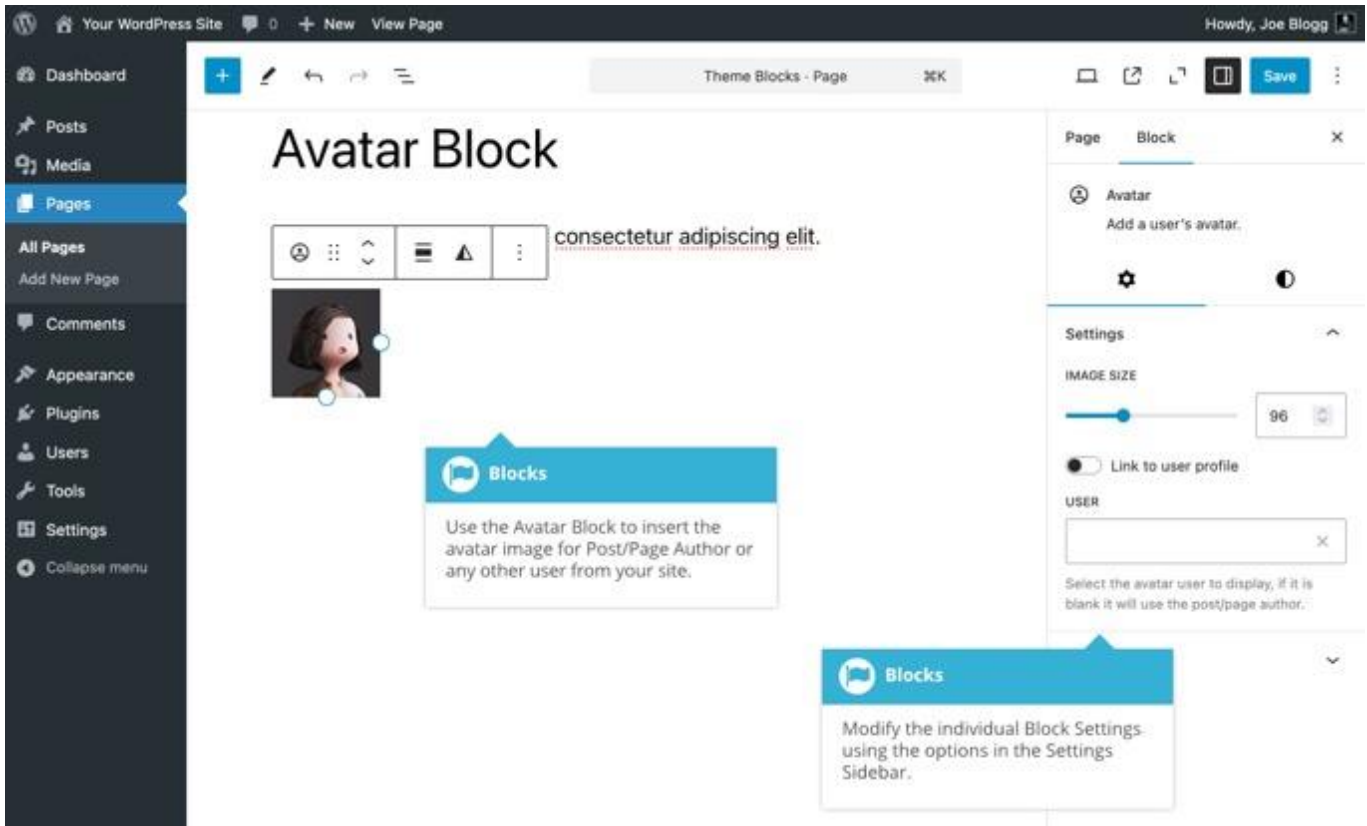 Your WordPress Site 0 + New View Page Howdy, Joe Blogg
Dashboard
Posts
Media
Pages
All Pages
Add New Page
Comments
Appearance
Plugins
Users
Tools
Settings
Collapse menu
Theme Blocks - Page ⌘K
Save
Avatar Block
consectetur adipiscing elit.
Blocks
Use the Avatar Block to insert the
avatar image for Post/Page Author or
any other user from your site.
Page Block
Avatar
Add a user's avatar.
Settings
IMAGE SIZE
96
Link to user profile
USER
Select the avatar user to display, if it is
blank it will use the post/page author.
Blocks
Modify the individual Block Settings
using the options in the Settings
Sidebar.